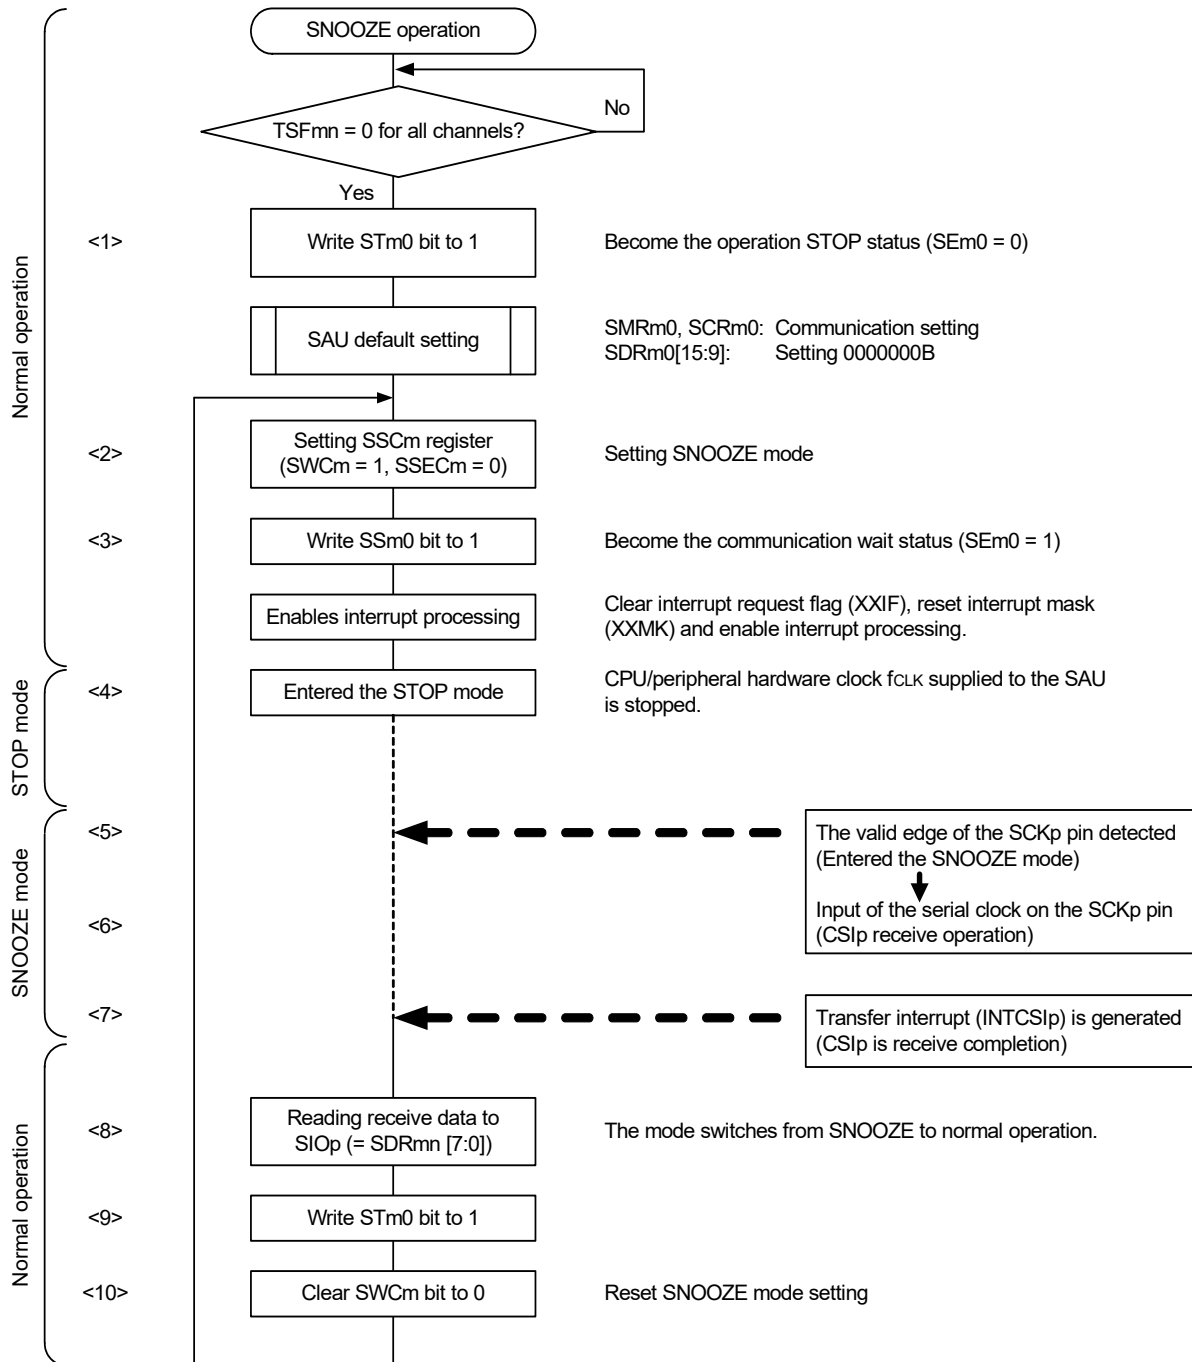 SNOOZE operation
No
TSFmn = 0 for all channels?
Yes
Normal operation
<1>
Write STm0 bit to 1
Become the operation STOP status (SEm0 = 0)
SAU default setting
SMRm0, SCRm0: Communication setting
SDRm0[15:9]: Setting 0000000B
<2>
Setting SSCm register
(SWCm = 1, SSECm = 0)
Setting SNOOZE mode
<3>
Write SSm0 bit to 1
Become the communication wait status (SEm0 = 1)
Enables interrupt processing
Clear interrupt request flag (XXIF), reset interrupt mask
(XXMK) and enable interrupt processing.
STOP mode
<4>
Entered the STOP mode
CPU/peripheral hardware clock fCLK supplied to the SAU
is stopped.
SNOOZE mode
<5>
The valid edge of the SCKp pin detected
(Entered the SNOOZE mode)
<6>
Input of the serial clock on the SCKp pin
(CSIp receive operation)
<7>
Transfer interrupt (INTCSIp) is generated
(CSIp is receive completion)
Normal operation
<8>
Reading receive data to
SIOp (= SDRmn [7:0])
The mode switches from SNOOZE to normal operation.
<9>
Write STm0 bit to 1
<10>
Clear SWCm bit to 0
Reset SNOOZE mode setting